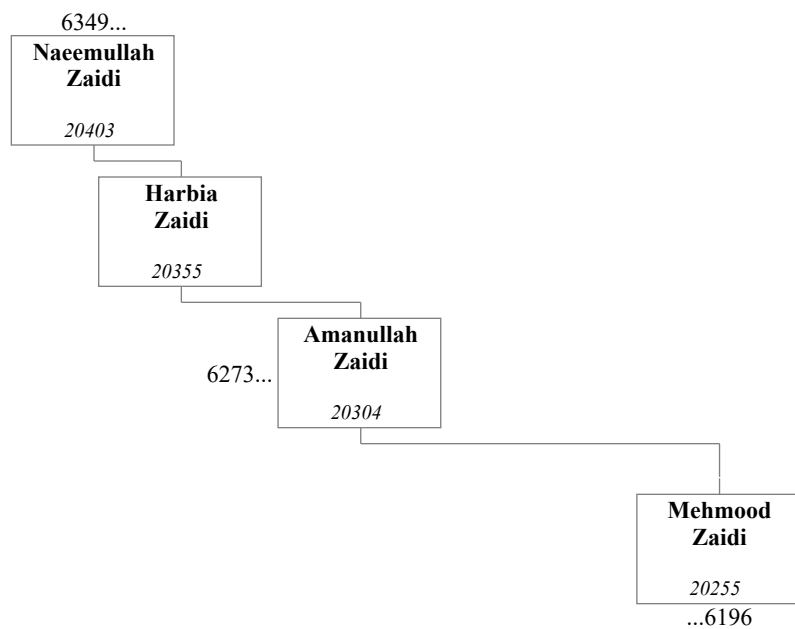 6349...
Naeemullah
Zaidi
20403
Harbia
Zaidi
20355
Amanullah
Zaidi
6273...
20304
Mehmood
Zaidi
20255
...6196